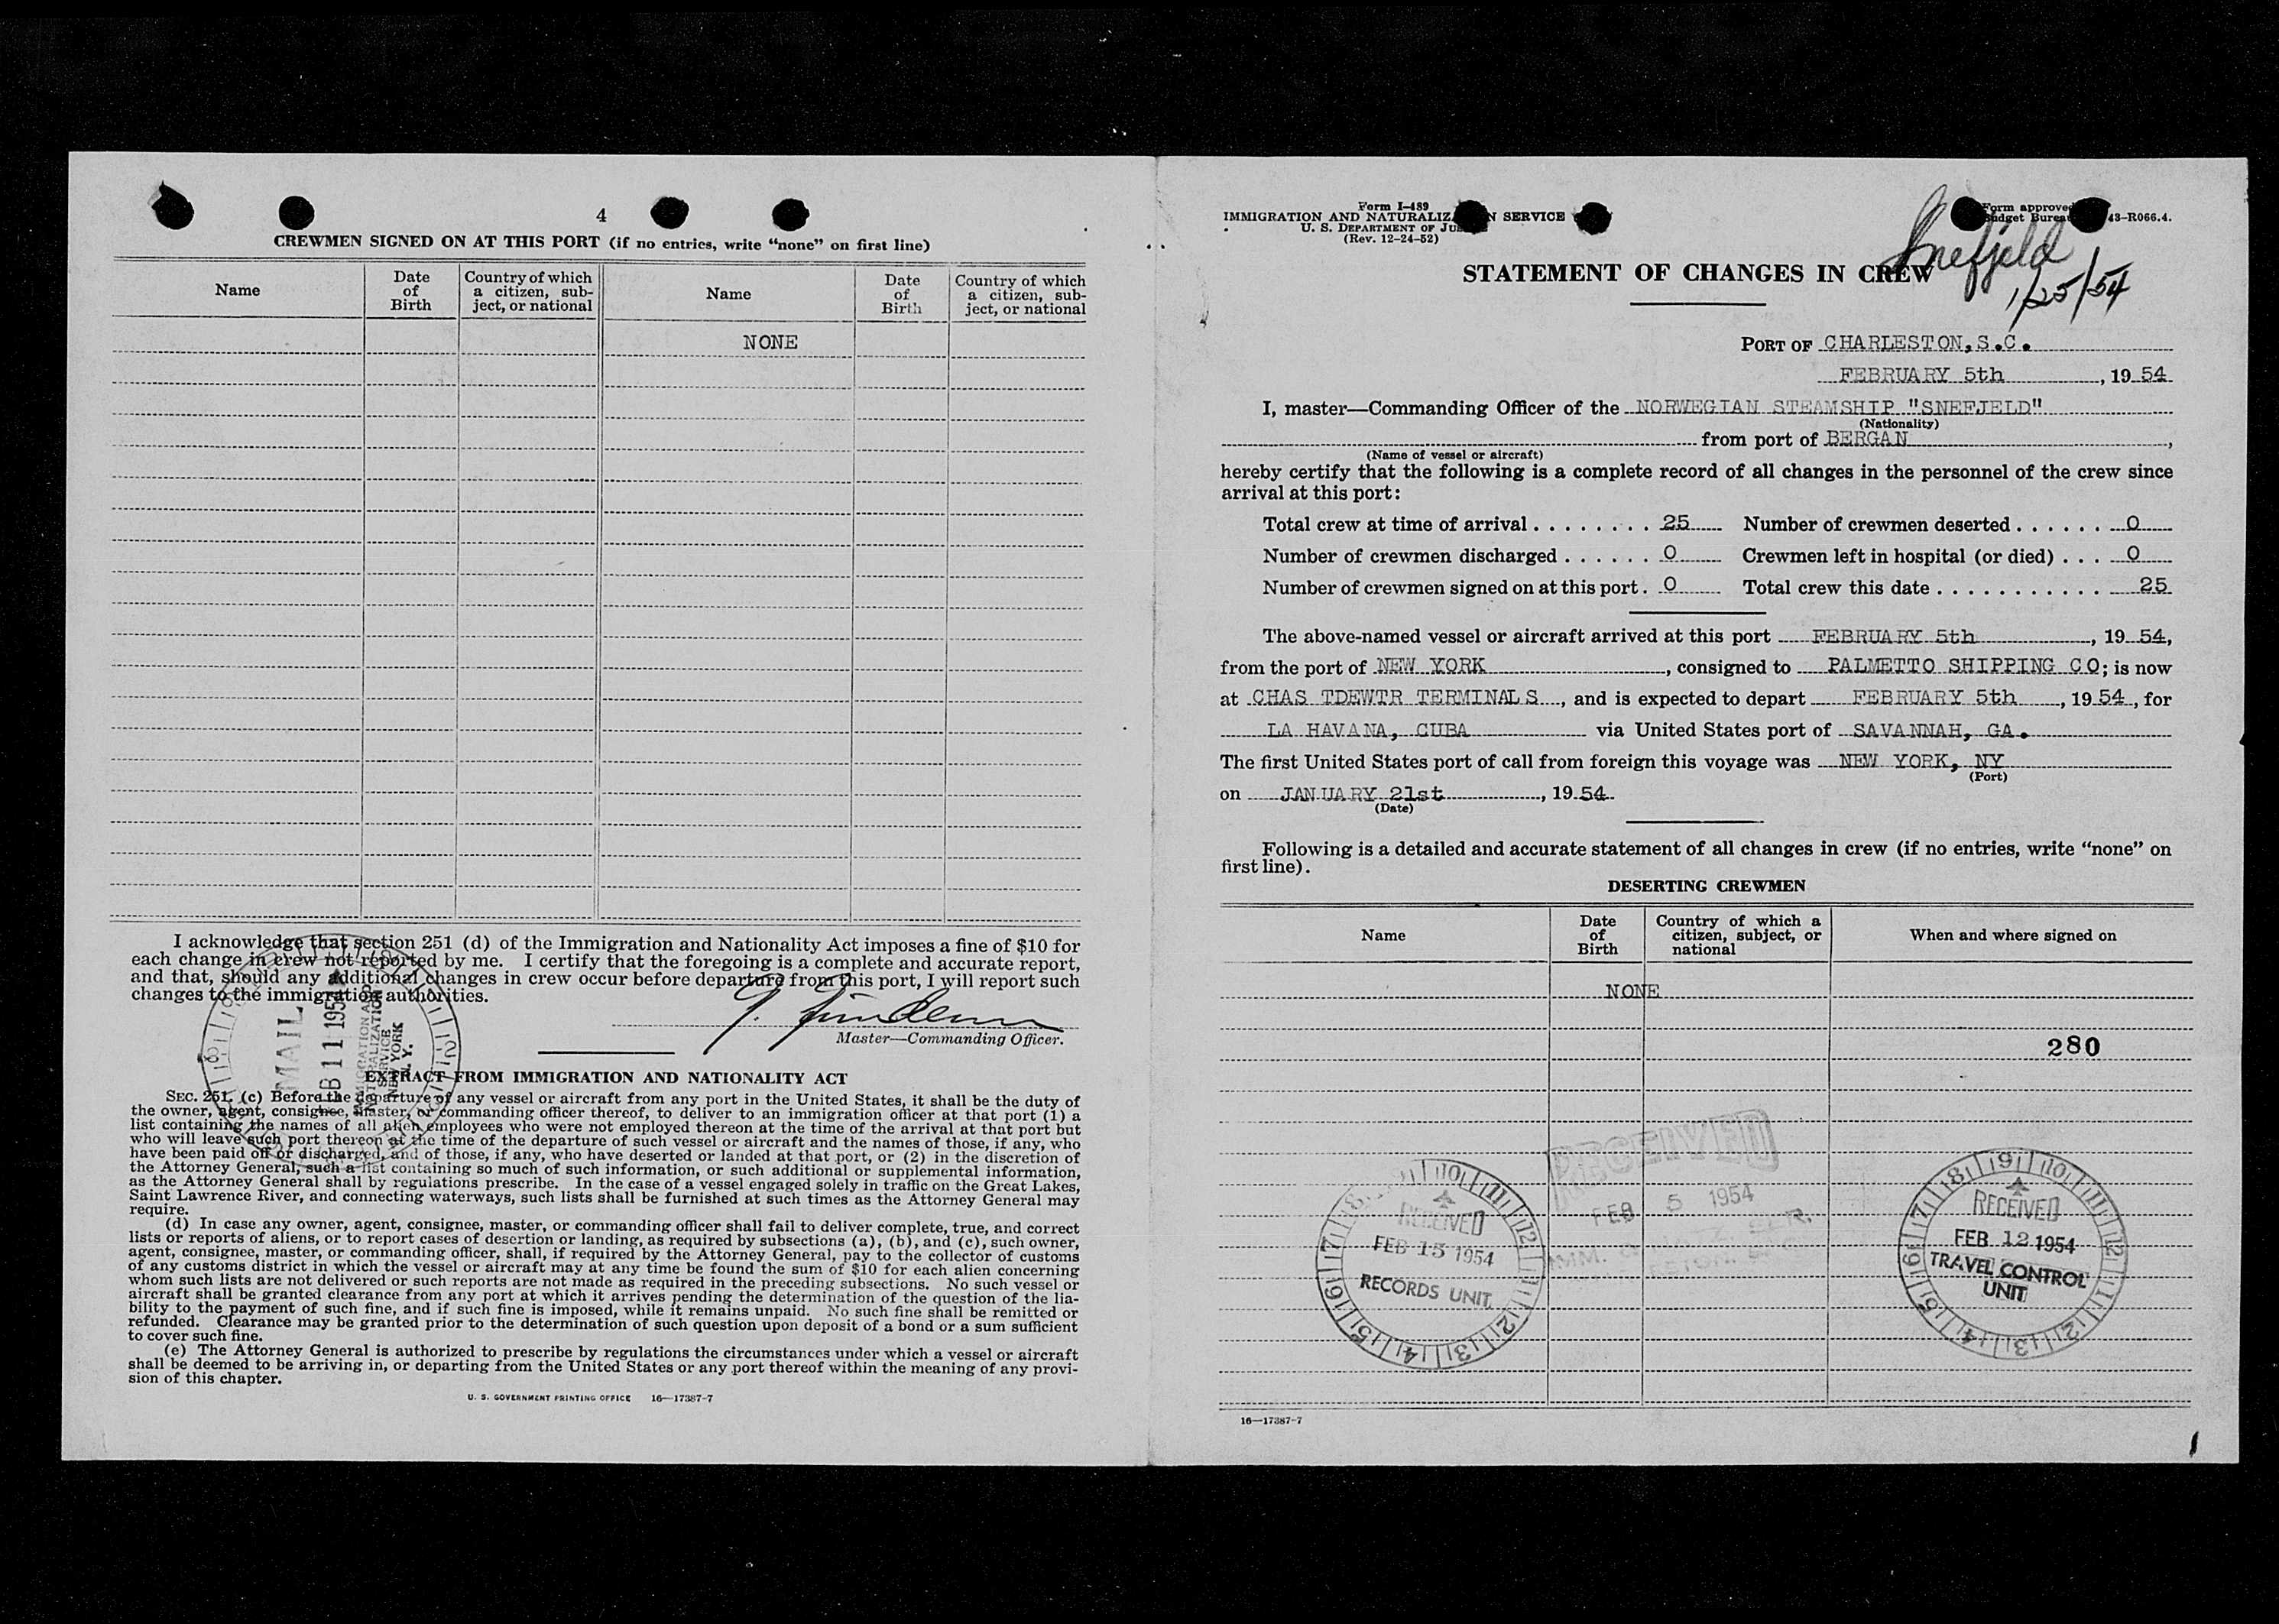 4
CREWMEN SIGNED ON AT THIS PORT (if no entries, write “none” on first line)
Name
Date of Birth
Country of which a citizen, sub-ject, or national
Name
Date of Birth
Country of which a citizen, sub-ject, or national
NONE
I acknowledge that section 251 (d) of the Immigration and Nationality Act imposes a fine of $10 for
each change in crew not reported by me. I certify that the foregoing is a complete and accurate report,
and that, should any additional changes in crew occur before departure from this port, I will report such
changes to the immigration authorities.
Master—Commanding Officer.
MAIL
11 1954
IMMIGRATION AND
NATURALIZATION
SERVICE
NEW YORK
N. Y.
EXTRACT FROM IMMIGRATION AND NATIONALITY ACT
SEC. 251. (c) Before the departure of any vessel or aircraft from any port in the United States, it shall be the duty of
the owner, agent, consignee, master, or commanding officer thereof, to deliver to an immigration officer at that port (1) a
list containing the names of all alien employees who were not employed thereon at the time of the arrival at that port but
who will leave such port thereon at the time of the departure of such vessel or aircraft and the names of those, if any, who
have been paid off or discharged, and of those, if any, who have deserted or landed at that port, or (2) in the discretion of
the Attorney General, such a list containing so much of such information, or such additional or supplemental information,
as the Attorney General shall by regulations prescribe. In the case of a vessel engaged solely in traffic on the Great Lakes,
Saint Lawrence River, and connecting waterways, such lists shall be furnished at such times as the Attorney General may
require.
(d) In case any owner, agent, consignee, master, or commanding officer shall fail to deliver complete, true, and correct
lists or reports of aliens, or to report cases of desertion or landing, as required by subsections (a), (b), and (c), such owner,
agent, consignee, master, or commanding officer, shall, if required by the Attorney General, pay to the collector of customs
of any customs district in which the vessel or aircraft may at any time be found the sum of $10 for each alien concerning
whom such lists are not delivered or such reports are not made as required in the preceding subsections. No such vessel or
aircraft shall be granted clearance from any port at which it arrives pending the determination of the question of the lia-
bility to the payment of such fine, and if such fine is imposed, while it remains unpaid. No such fine shall be remitted or
refunded. Clearance may be granted prior to the determination of such question upon deposit of a bond or a sum sufficient
to cover such fine.
(e) The Attorney General is authorized to prescribe by regulations the circumstances under which a vessel or aircraft
shall be deemed to be arriving in, or departing from the United States or any port thereof within the meaning of any provi-
sion of this chapter.
U. S. GOVERNMENT PRINTING OFFICE 16—17387-7
Form I-489
IMMIGRATION AND NATURALIZ N SERVICE
U. S. DEPARTMENT OF JU
(Rev. 12-24-52)
Form approved
Budget Bureau 43-R066.4.
Snefjeld
1/25/54
STATEMENT OF CHANGES IN CREW
PORT OF CHARLESTON, S.C.
FEBRUARY 5th, 19 54
I, master—Commanding Officer of the NORWEGIAN STEAMSHIP "SNEFJELD"
(Nationality)
from port of BERGAN,
(Name of vessel or aircraft)
hereby certify that the following is a complete record of all changes in the personnel of the crew since
arrival at this port:
Total crew at time of arrival . . . . . . . . 25 Number of crewmen deserted . . . . . . 0
Number of crewmen discharged . . . . . . 0 Crewmen left in hospital (or died) . . . 0
Number of crewmen signed on at this port . 0 Total crew this date . . . . . . . . . . . 25
The above-named vessel or aircraft arrived at this port FEBRUARY 5th, 19 54,
from the port of NEW YORK, consigned to PALMETTO SHIPPING CO; is now
at CHAS TDEWTR TERMINALS, and is expected to depart FEBRUARY 5th, 19 54, for
LA HAVANA, CUBA via United States port of SAVANNAH, GA.
The first United States port of call from foreign this voyage was NEW YORK, NY
(Port)
on JANUARY 21st, 19 54
(Date)
Following is a detailed and accurate statement of all changes in crew (if no entries, write “none” on
first line).
DESERTING CREWMEN
Name
Date of Birth
Country of which a citizen, subject, or national
When and where signed on
NONE
280
RECEIVED
FEB 5 1954
RECEIVED
FEB 15 1954
RECORDS UNIT
RECEIVED
FEB 12 1954
TRAVEL CONTROL
UNIT
16—17387-7